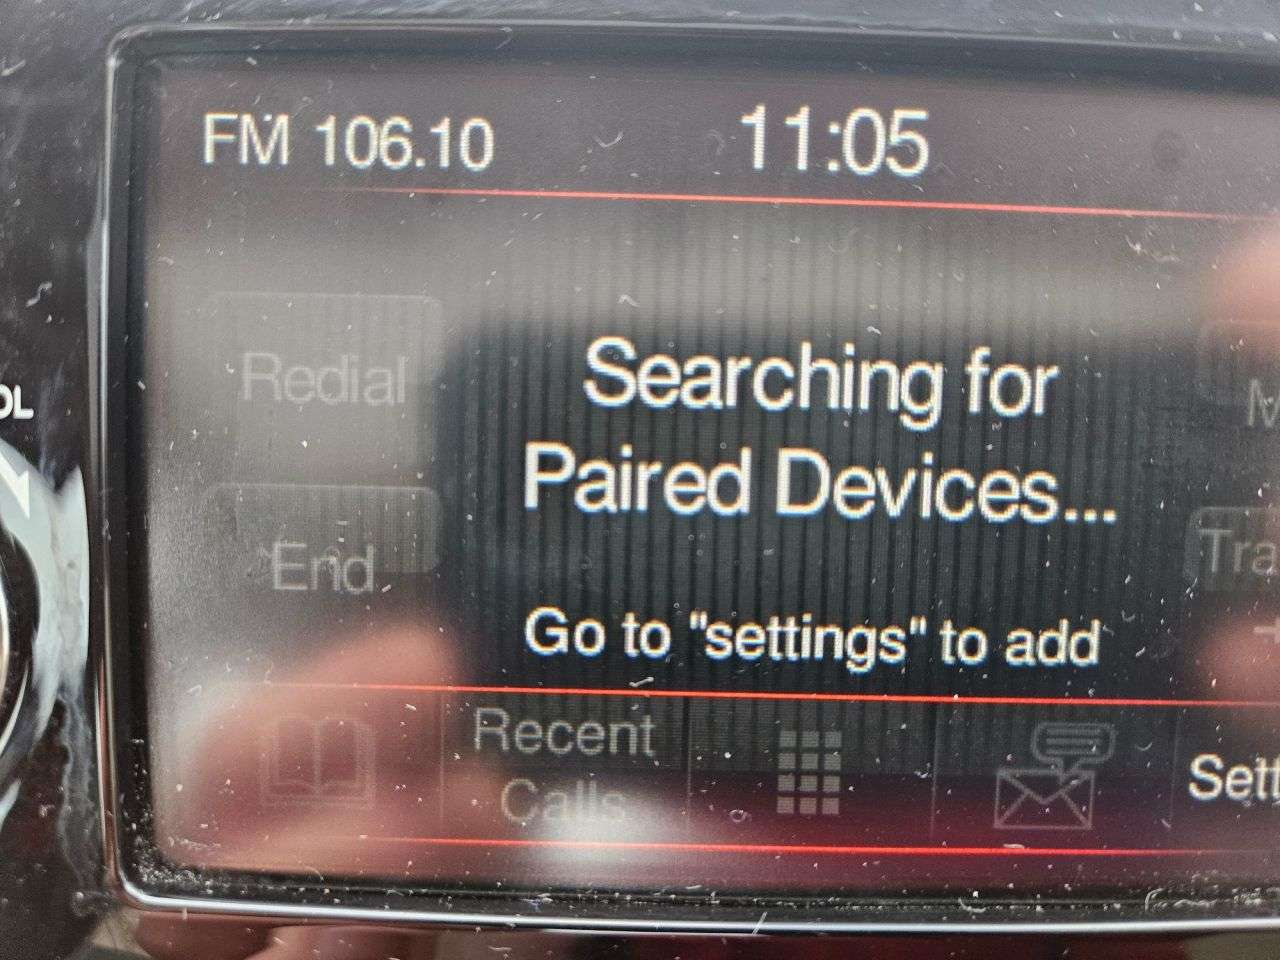 FM 106.10
11:05
Redial
Searching for
Paired Devices...
End
Go to "settings" to add
Recent
Calls